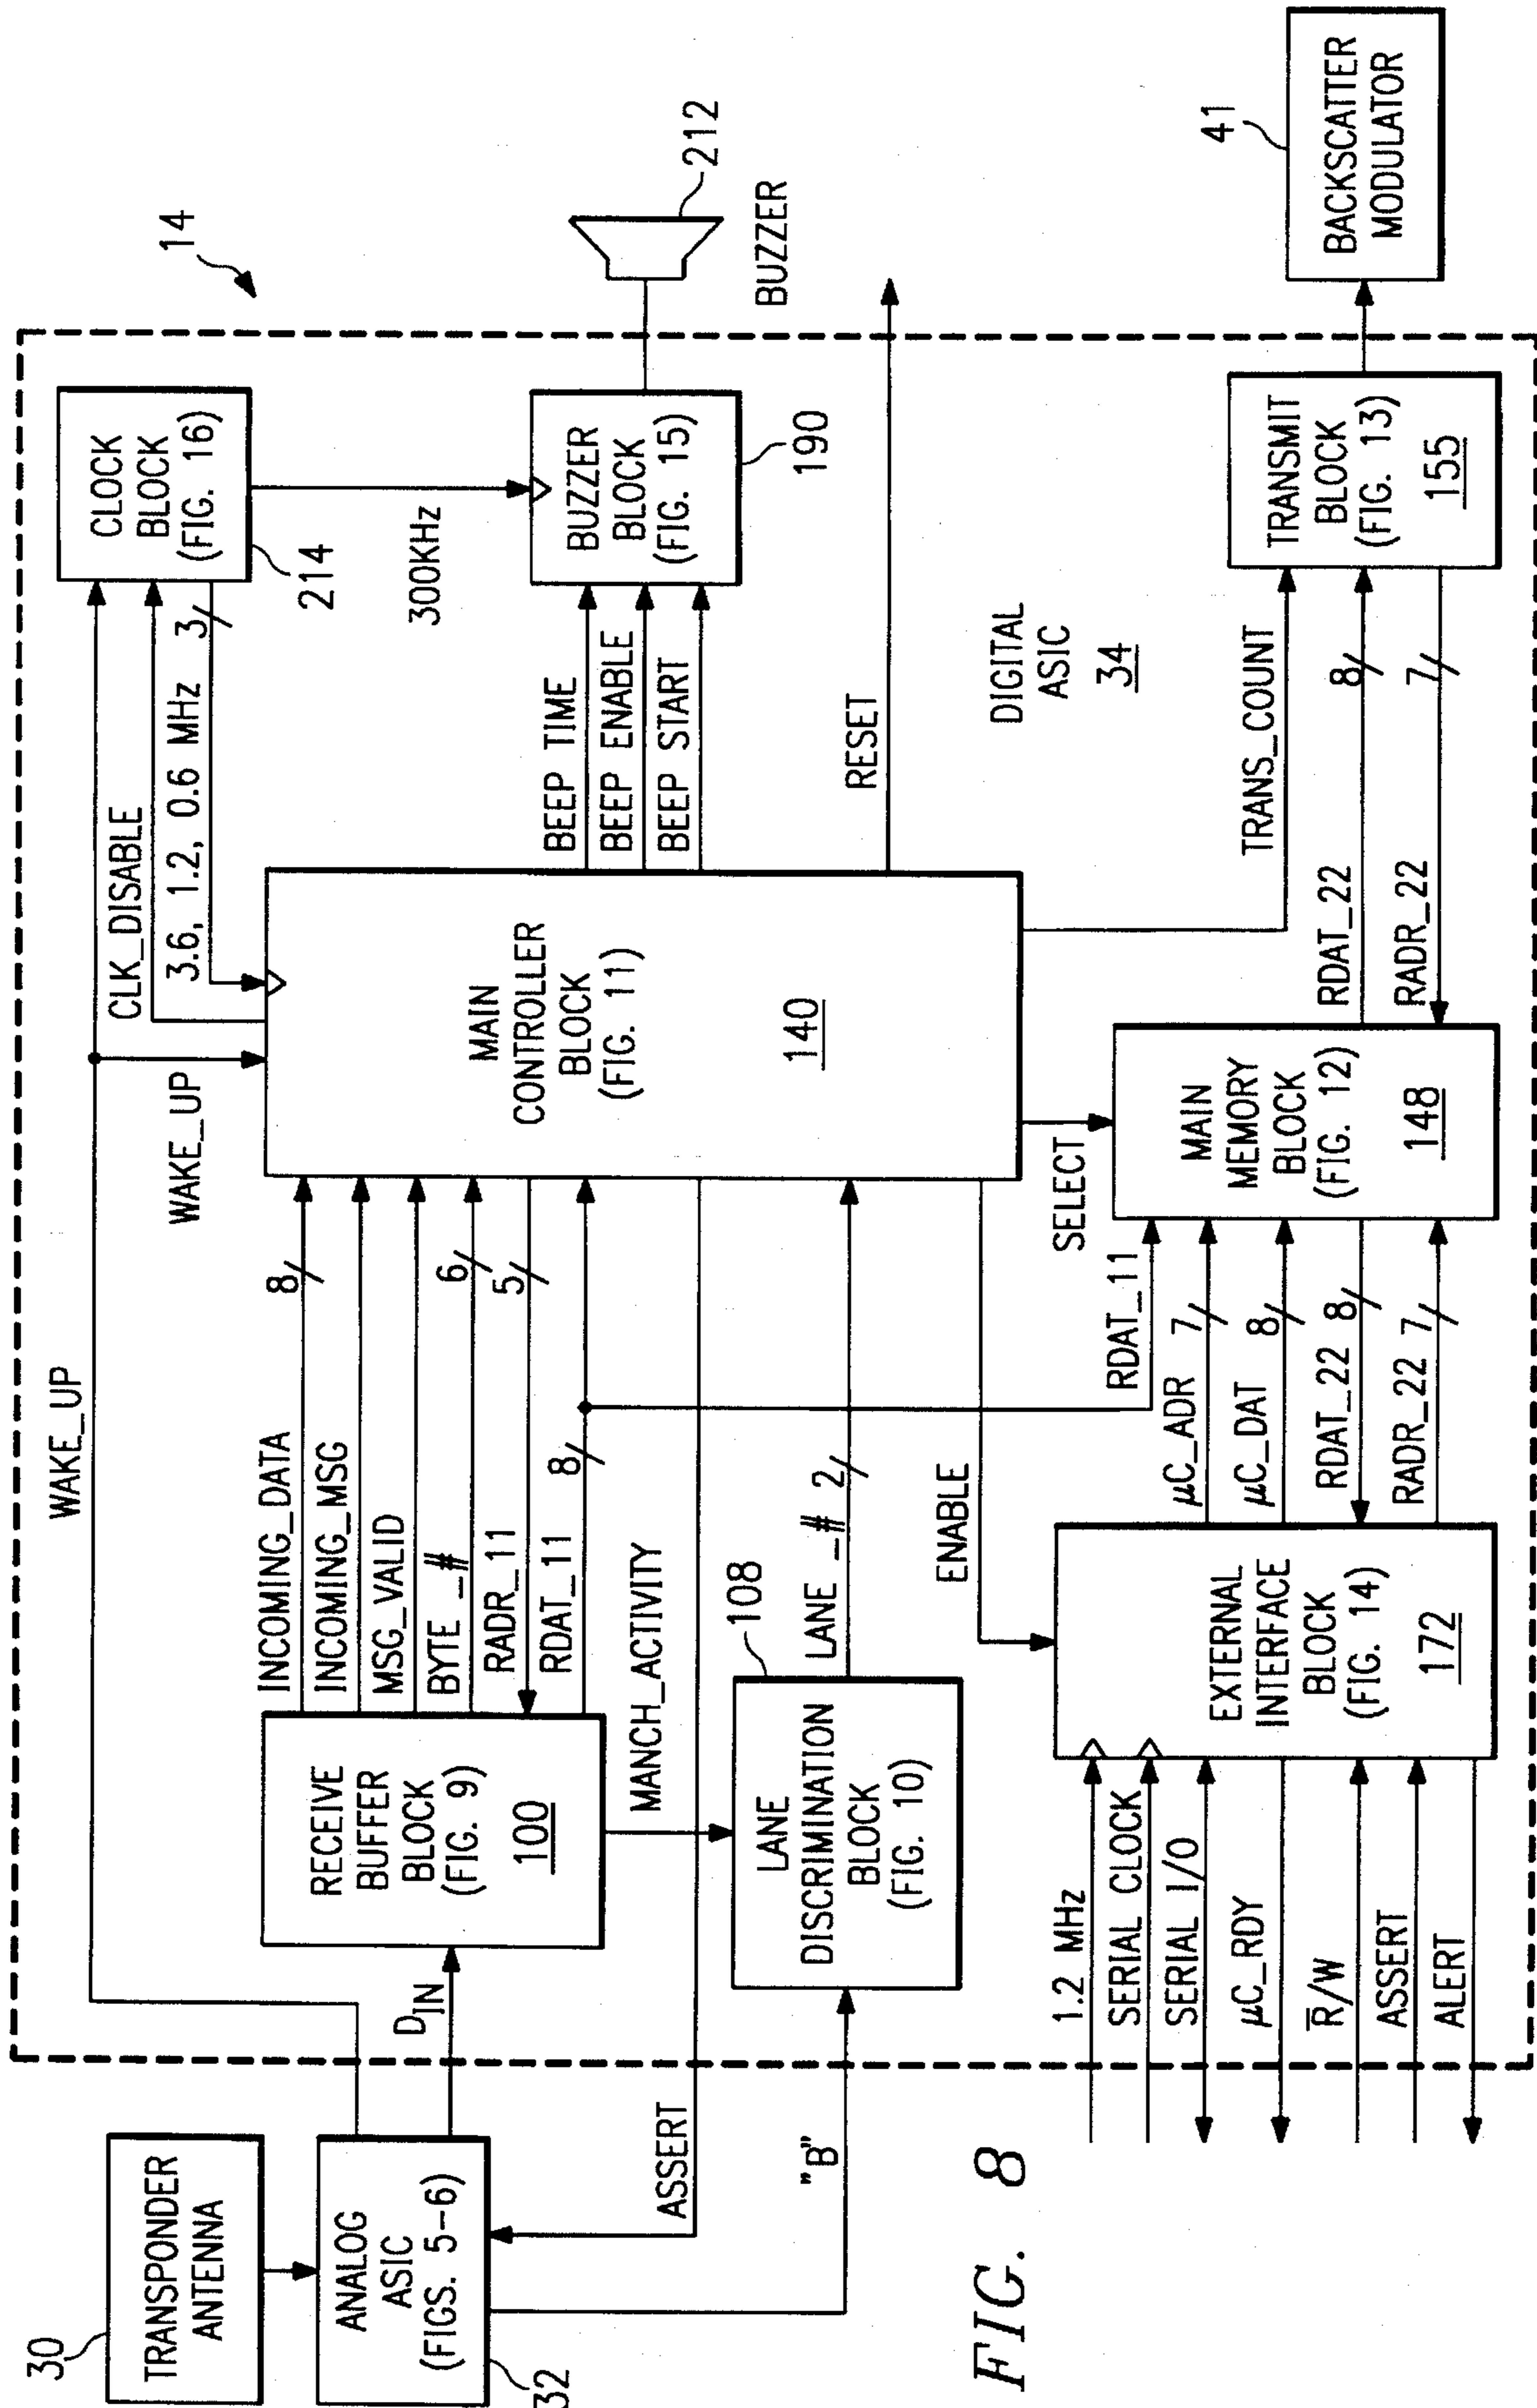 30
TRANSPONDER
ANTENNA
ANALOG
ASIC
(FIGS. 5-6)
32
WAKE_UP
D_IN
ASSERT
"B"
14
RECEIVE
BUFFER
BLOCK
(FIG. 9)
100
INCOMING_DATA
8
INCOMING_MSG
MSG_VALID
BYTE_#
6
RADR_11
5
RDAT_11
8
MANCH_ACTIVITY
108
LANE
DISCRIMINATION
BLOCK
(FIG. 10)
LANE_#
2
WAKE_UP
CLK_DISABLE
3.6, 1.2, 0.6 MHz
3
CLOCK
BLOCK
(FIG. 16)
214
300KHz
MAIN
CONTROLLER
BLOCK
(FIG. 11)
140
BEEP TIME
BEEP ENABLE
BEEP START
BUZZER
BLOCK
(FIG. 15)
190
212
BUZZER
RESET
DIGITAL
ASIC
34
ENABLE
SELECT
TRANS_COUNT
1.2 MHz
SERIAL CLOCK
SERIAL I/O
μC_RDY
R̅/W
ASSERT
ALERT
EXTERNAL
INTERFACE
BLOCK
(FIG. 14)
172
RDAT_11
μC_ADR
7
μC_DAT
8
RDAT_22
8
RADR_22
7
MAIN
MEMORY
BLOCK
(FIG. 12)
148
RDAT_22
8
RADR_22
7
TRANSMIT
BLOCK
(FIG. 13)
155
41
BACKSCATTER
MODULATOR
FIG. 8